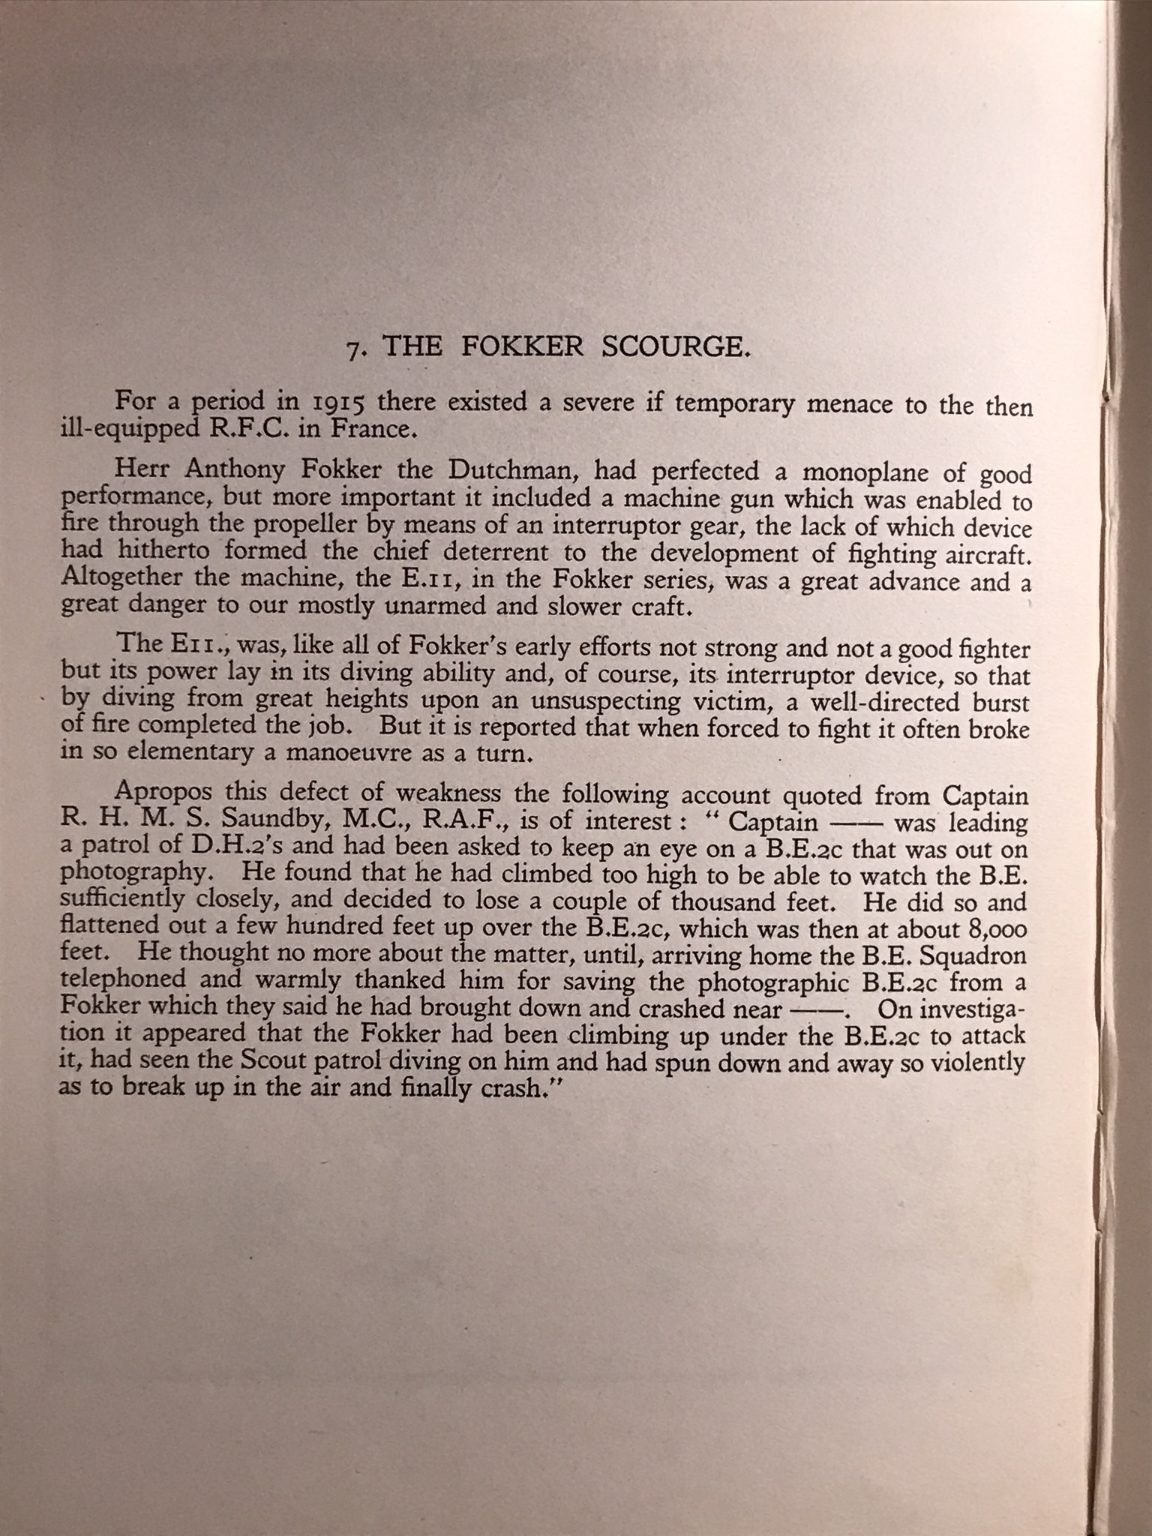 7. THE FOKKER SCOURGE.
For a period in 1915 there existed a severe if temporary menace to the then
ill-equipped R.F.C. in France.
Herr Anthony Fokker the Dutchman, had perfected a monoplane of good
performance, but more important it included a machine gun which was enabled to
fire through the propeller by means of an interruptor gear, the lack of which device
had hitherto formed the chief deterrent to the development of fighting aircraft.
Altogether the machine, the E.11, in the Fokker series, was a great advance and a
great danger to our mostly unarmed and slower craft.
The E11., was, like all of Fokker's early efforts not strong and not a good fighter
but its power lay in its diving ability and, of course, its interruptor device, so that
by diving from great heights upon an unsuspecting victim, a well-directed burst
of fire completed the job. But it is reported that when forced to fight it often broke
in so elementary a manoeuvre as a turn.
Apropos this defect of weakness the following account quoted from Captain
R. H. M. S. Saundby, M.C., R.A.F., is of interest : “ Captain —— was leading
a patrol of D.H.2's and had been asked to keep an eye on a B.E.2c that was out on
photography. He found that he had climbed too high to be able to watch the B.E.
sufficiently closely, and decided to lose a couple of thousand feet. He did so and
flattened out a few hundred feet up over the B.E.2c, which was then at about 8,000
feet. He thought no more about the matter, until, arriving home the B.E. Squadron
telephoned and warmly thanked him for saving the photographic B.E.2c from a
Fokker which they said he had brought down and crashed near ——. On investiga-
tion it appeared that the Fokker had been climbing up under the B.E.2c to attack
it, had seen the Scout patrol diving on him and had spun down and away so violently
as to break up in the air and finally crash.”